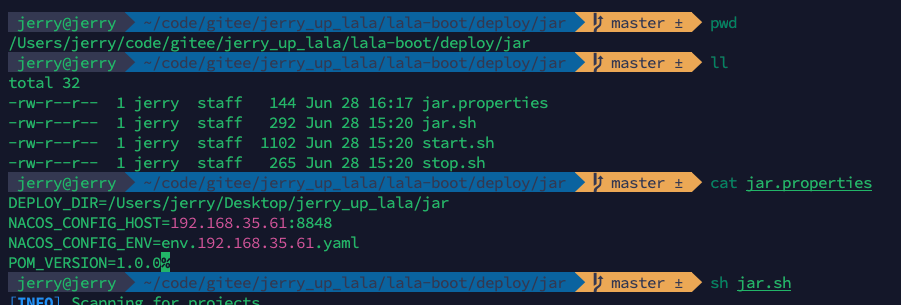 jerry@jerry ~/code/gitee/jerry_up_lala/lala-boot/deploy/jar master ± pwd
/Users/jerry/code/gitee/jerry_up_lala/lala-boot/deploy/jar
jerry@jerry ~/code/gitee/jerry_up_lala/lala-boot/deploy/jar master ± ll
total 32
-rw-r--r-- 1 jerry staff 144 Jun 28 16:17 jar.properties
-rw-r--r-- 1 jerry staff 292 Jun 28 15:20 jar.sh
-rw-r--r-- 1 jerry staff 1102 Jun 28 15:20 start.sh
-rw-r--r-- 1 jerry staff 265 Jun 28 15:20 stop.sh
jerry@jerry ~/code/gitee/jerry_up_lala/lala-boot/deploy/jar master ± cat jar.properties
DEPLOY_DIR=/Users/jerry/Desktop/jerry_up_lala/jar
NACOS_CONFIG_HOST=192.168.35.61:8848
NACOS_CONFIG_ENV=env.192.168.35.61.yaml
POM_VERSION=1.0.0%
jerry@jerry ~/code/gitee/jerry_up_lala/lala-boot/deploy/jar master ± sh jar.sh
[INFO] Scanning for projects